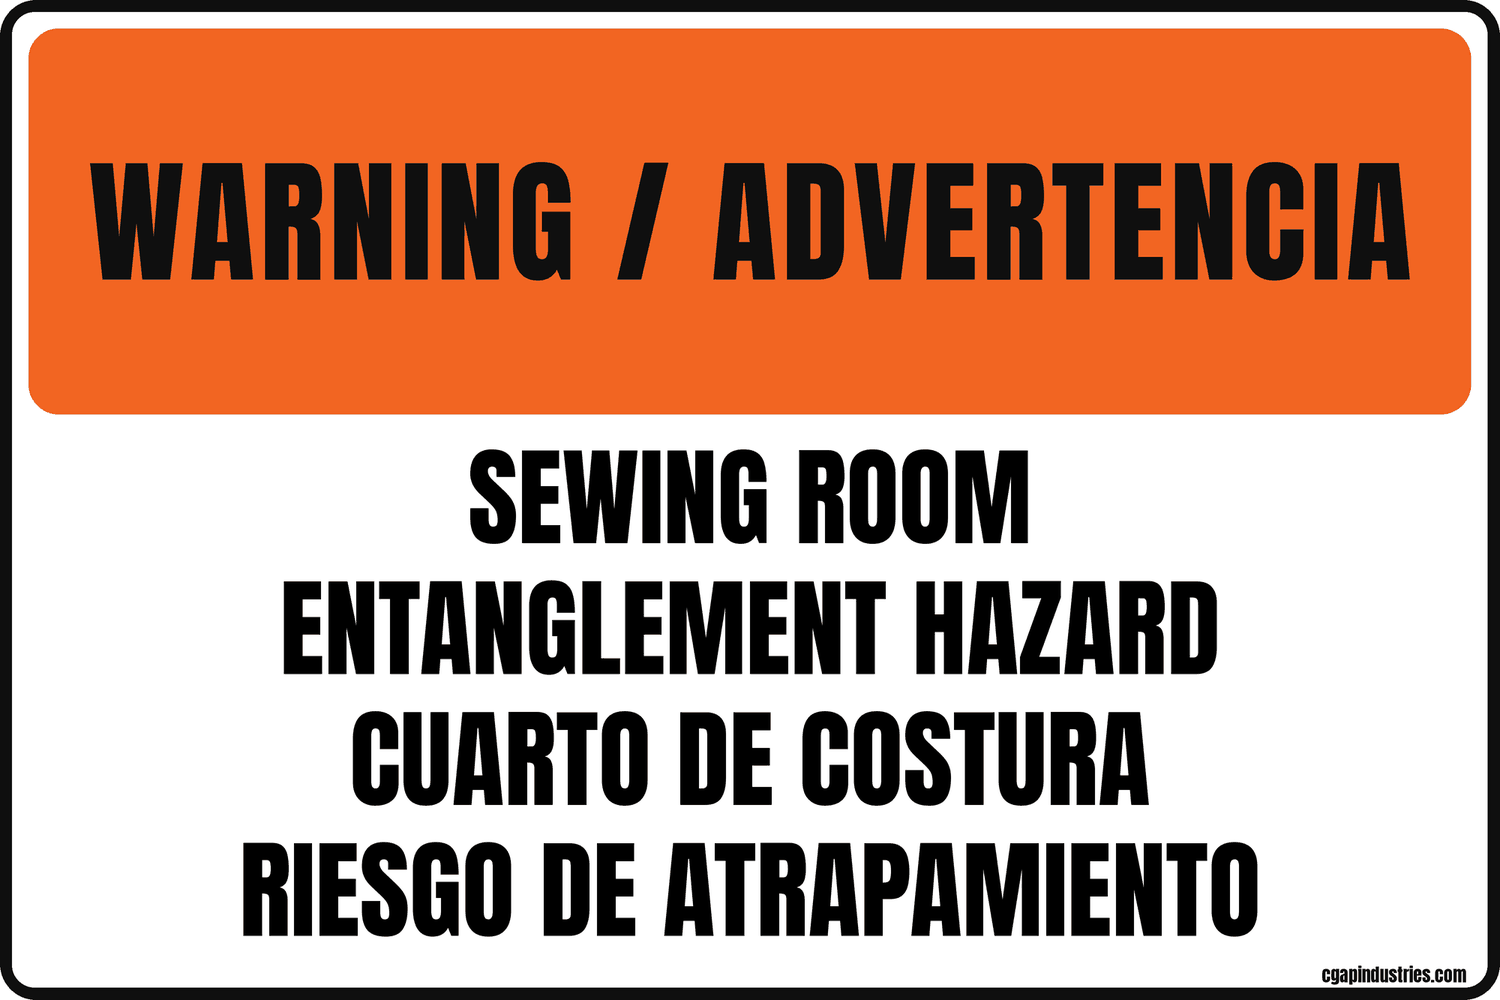 WARNING / ADVERTENCIA
SEWING ROOM
ENTANGLEMENT HAZARD
CUARTO DE COSTURA
RIESGO DE ATRAPAMIENTO
cgapindustries.com